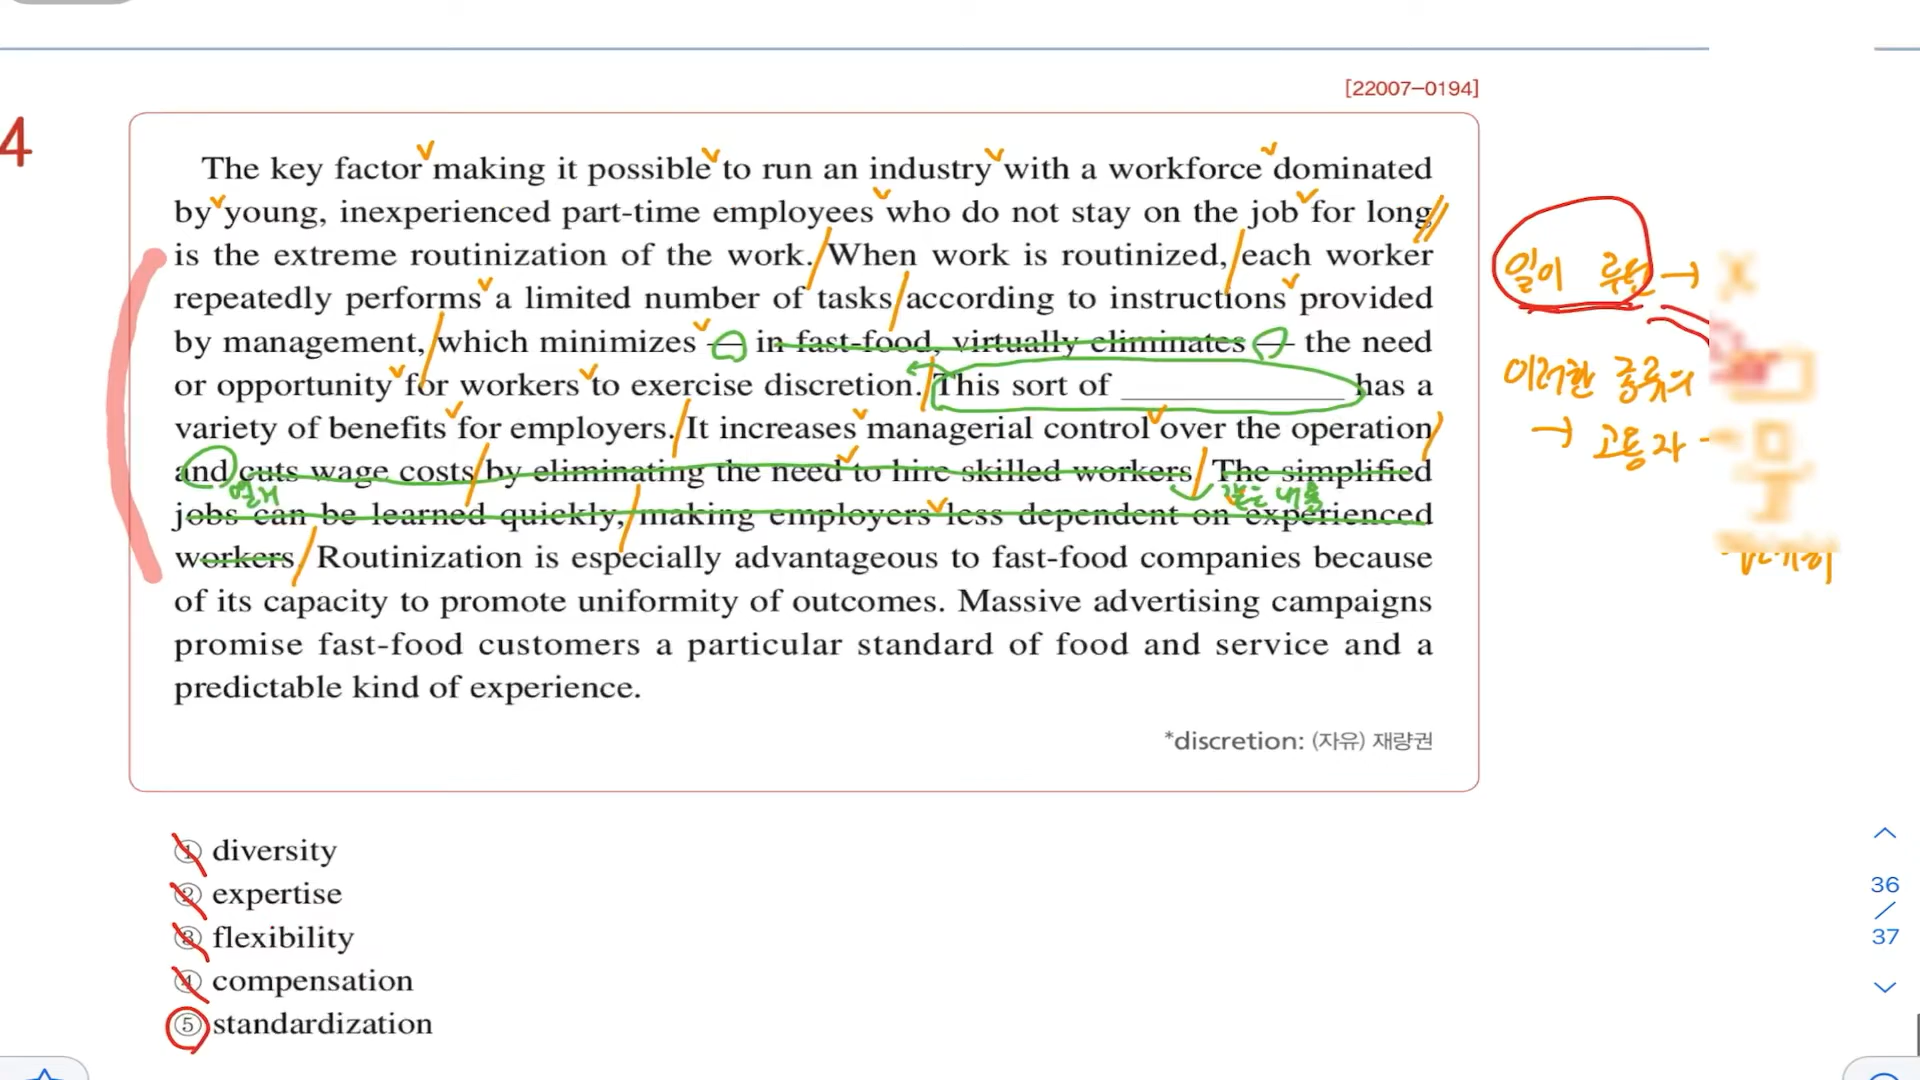 [22007-0194]
4
The key factor making it possible to run an industry with a workforce dominated
by young, inexperienced part-time employees who do not stay on the job for long
is the extreme routinization of the work. When work is routinized, each worker
repeatedly performs a limited number of tasks according to instructions provided
by management, which minimizes — in fast-food, virtually eliminates — the need
or opportunity for workers to exercise discretion. This sort of ____________ has a
variety of benefits for employers. It increases managerial control over the operation
and cuts wage costs by eliminating the need to hire skilled workers. The simplified
열거
같은 내용
jobs can be learned quickly, making employers less dependent on experienced
workers. Routinization is especially advantageous to fast-food companies because
of its capacity to promote uniformity of outcomes. Massive advertising campaigns
promise fast-food customers a particular standard of food and service and a
predictable kind of experience.
*discretion: (자유) 재량권
일이 루틴 →
이러한 종류의
→ 고용자
① diversity
② expertise
③ flexibility
④ compensation
⑤ standardization
36
/
37